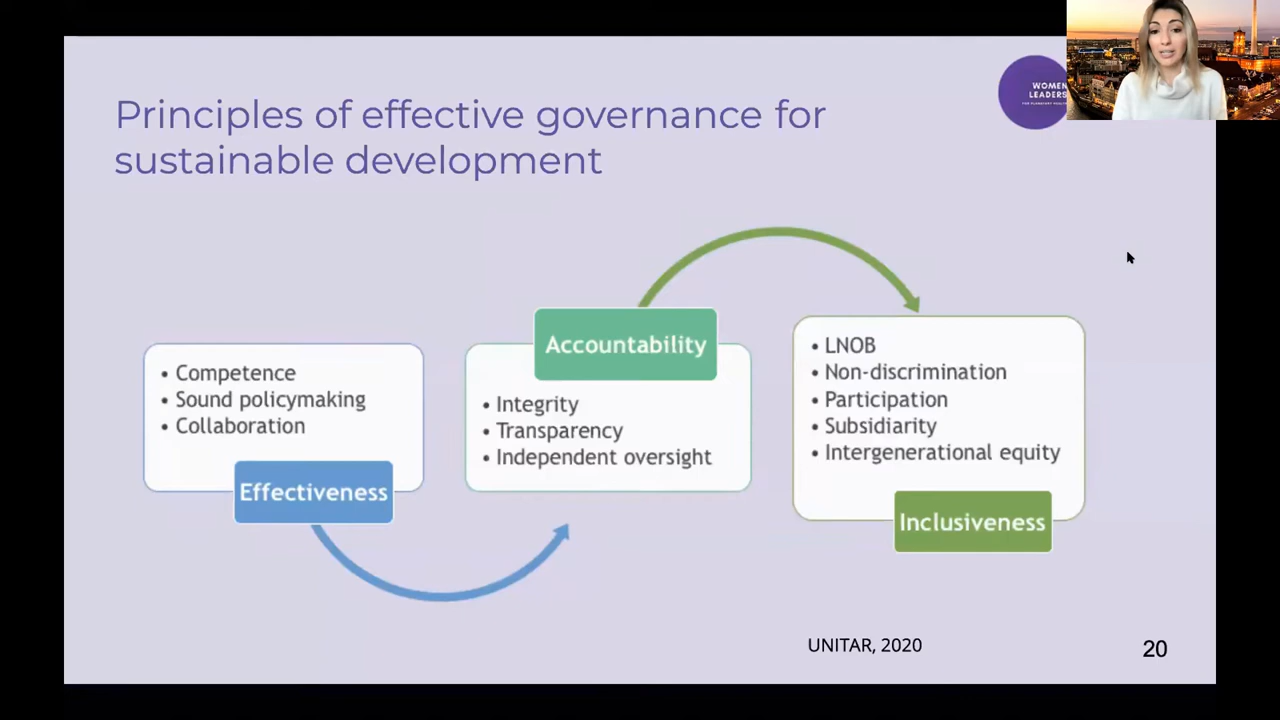 Principles of effective governance for
sustainable development
WOMEN
LEADERS
• Competence
• Sound policymaking
• Collaboration
Effectiveness
Accountability
• Integrity
• Transparency
• Independent oversight
• LNOB
• Non-discrimination
• Participation
• Subsidiarity
• Intergenerational equity
Inclusiveness
UNITAR, 2020
20